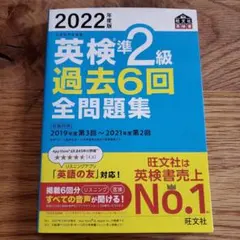 2022年度版
英検準2級
過去6回
全問題集
2019年度第3回〜2021年度第2回
「英語の友」対応!
旺文社は
英検書売上
No.1
掲載6回分 リスニング
すべての音声が聞ける!
旺文社